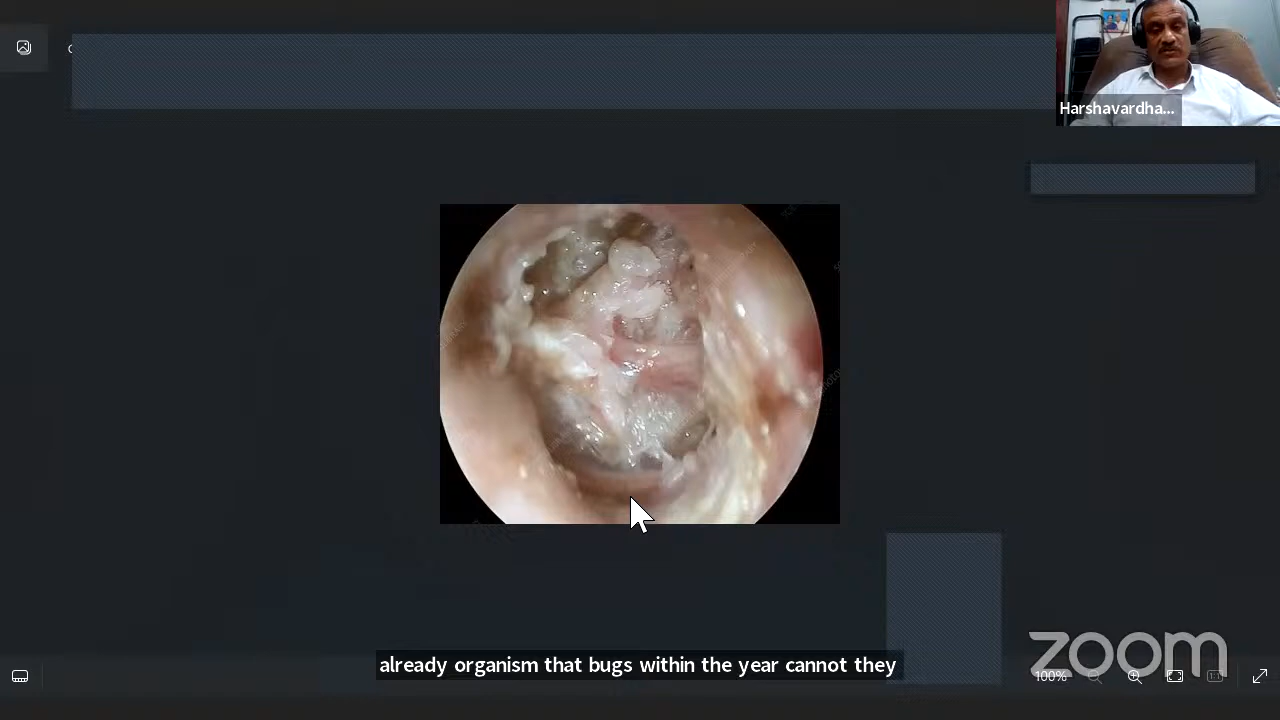 Harshavardha...
already organism that bugs within the year cannot they
zoom
100%